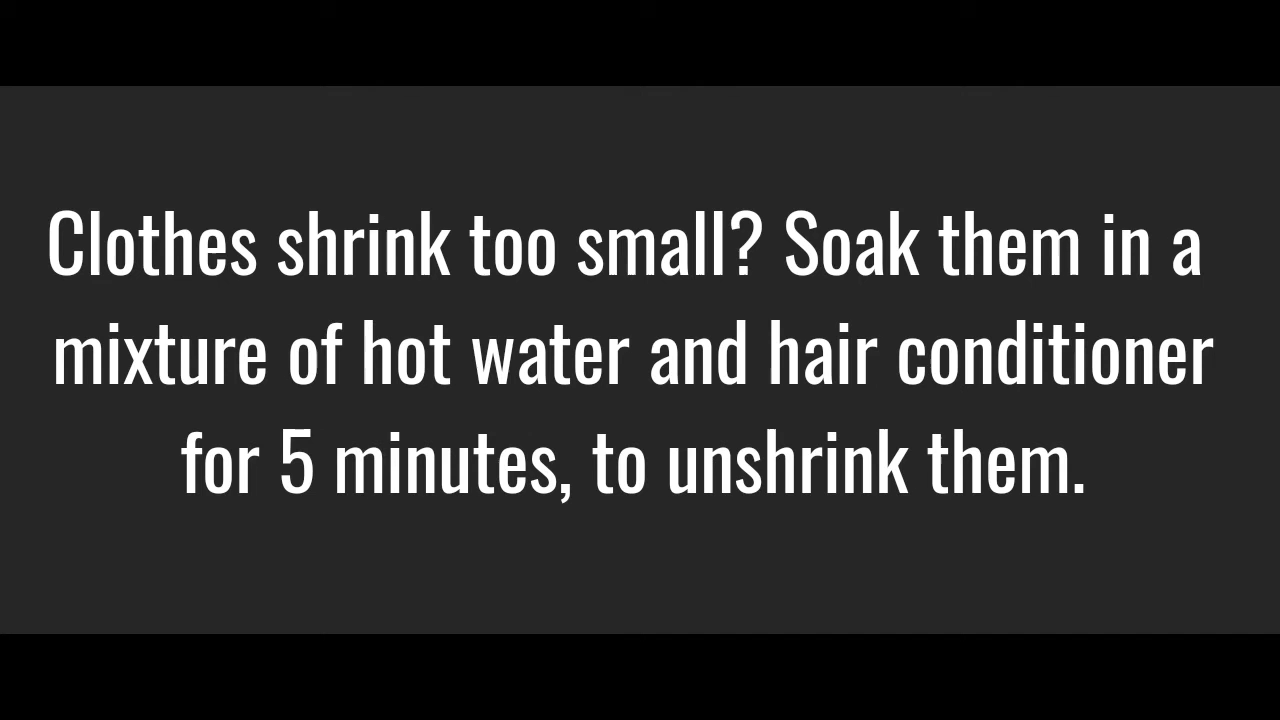 Clothes shrink too small? Soak them in a
mixture of hot water and hair conditioner
for 5 minutes, to unshrink them.